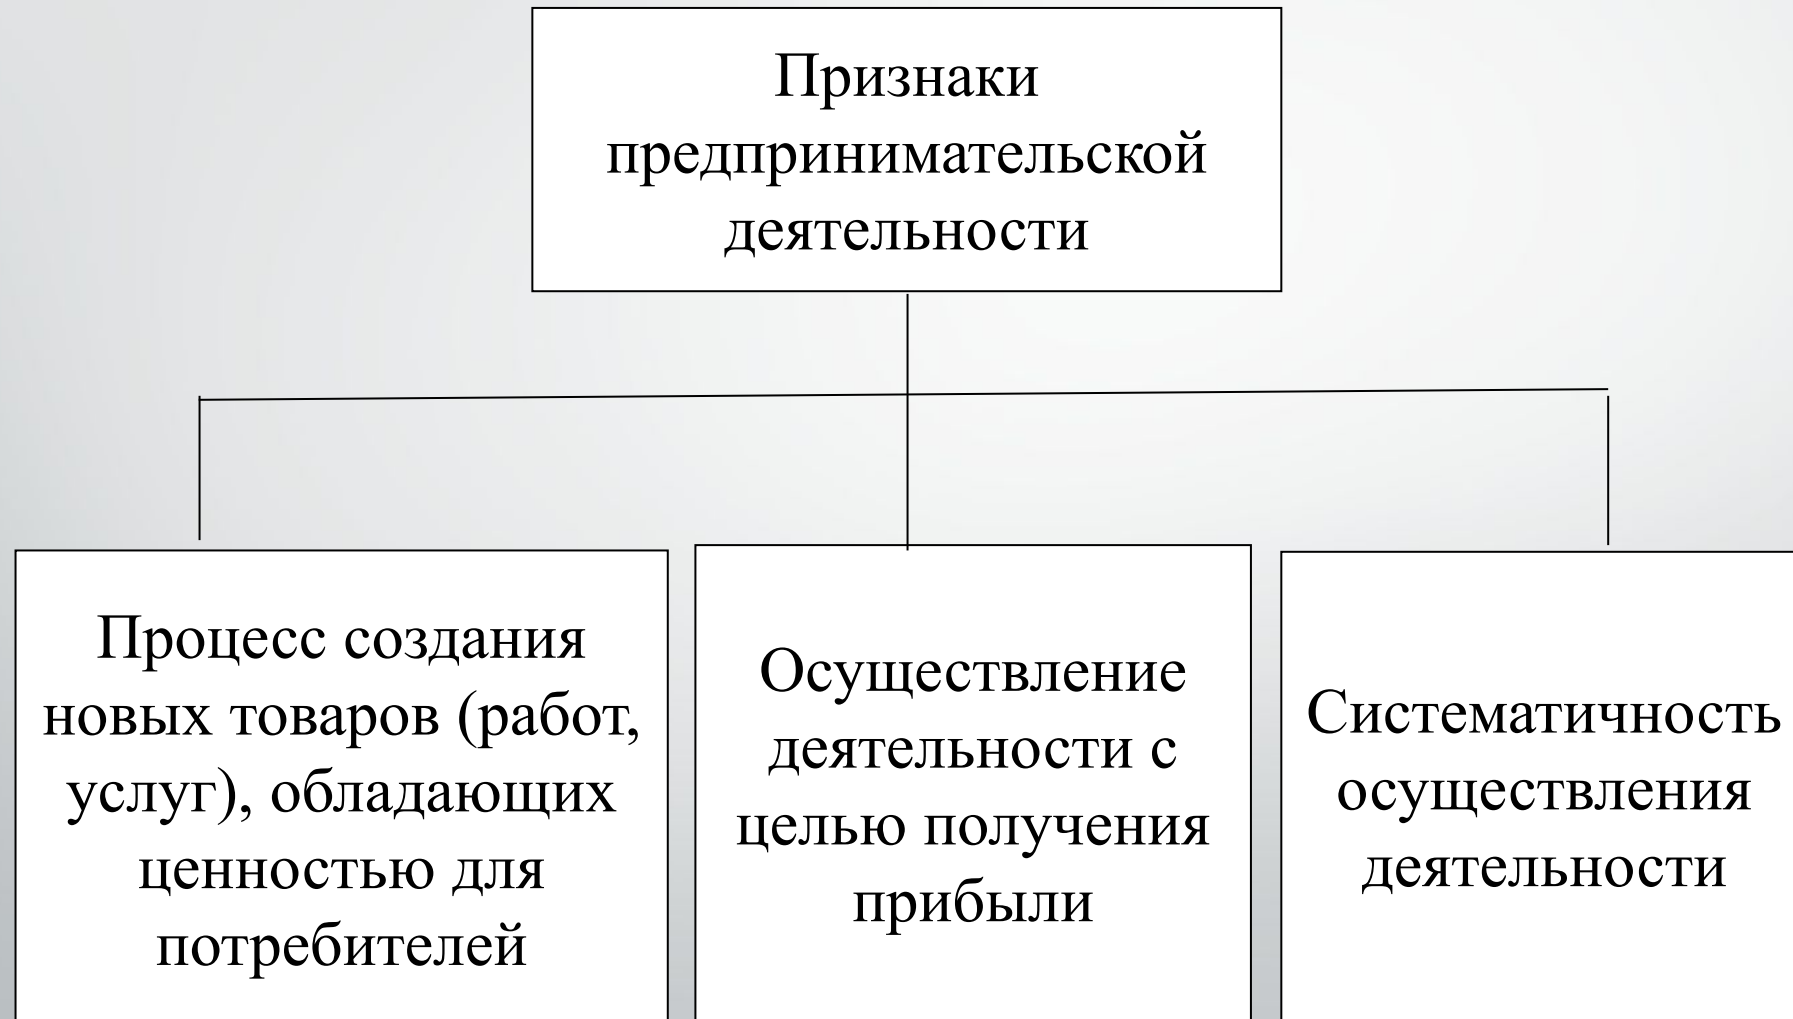 Признаки
предпринимательской
деятельности
Процесс создания
новых товаров (работ,
услуг), обладающих
ценностью для
потребителей
Осуществление
деятельности с
целью получения
прибыли
Систематичность
осуществления
деятельности